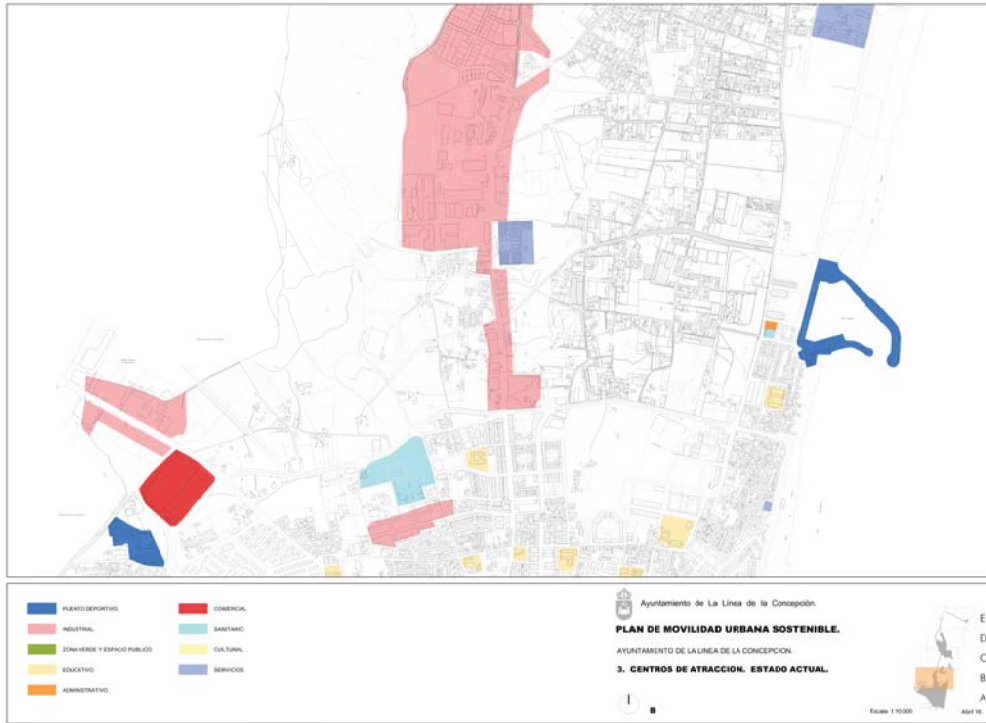 PUERTO DEPORTIVO.
INDUSTRIAL.
ZONA VERDE Y ESPACIO PUBLICO.
EDUCATIVO.
ADMINISTRATIVO.
COMERCIAL.
SANITARIO.
CULTURAL.
SERVICIOS.
Ayuntamiento de La Línea de la Concepción.
PLAN DE MOVILIDAD URBANA SOSTENIBLE.
AYUNTAMIENTO DE LA LINEA DE LA CONCEPCION.
3. CENTROS DE ATRACCION. ESTADO ACTUAL.
B
Escala 1:10.000
Abril 16.
E
D
C
B
A